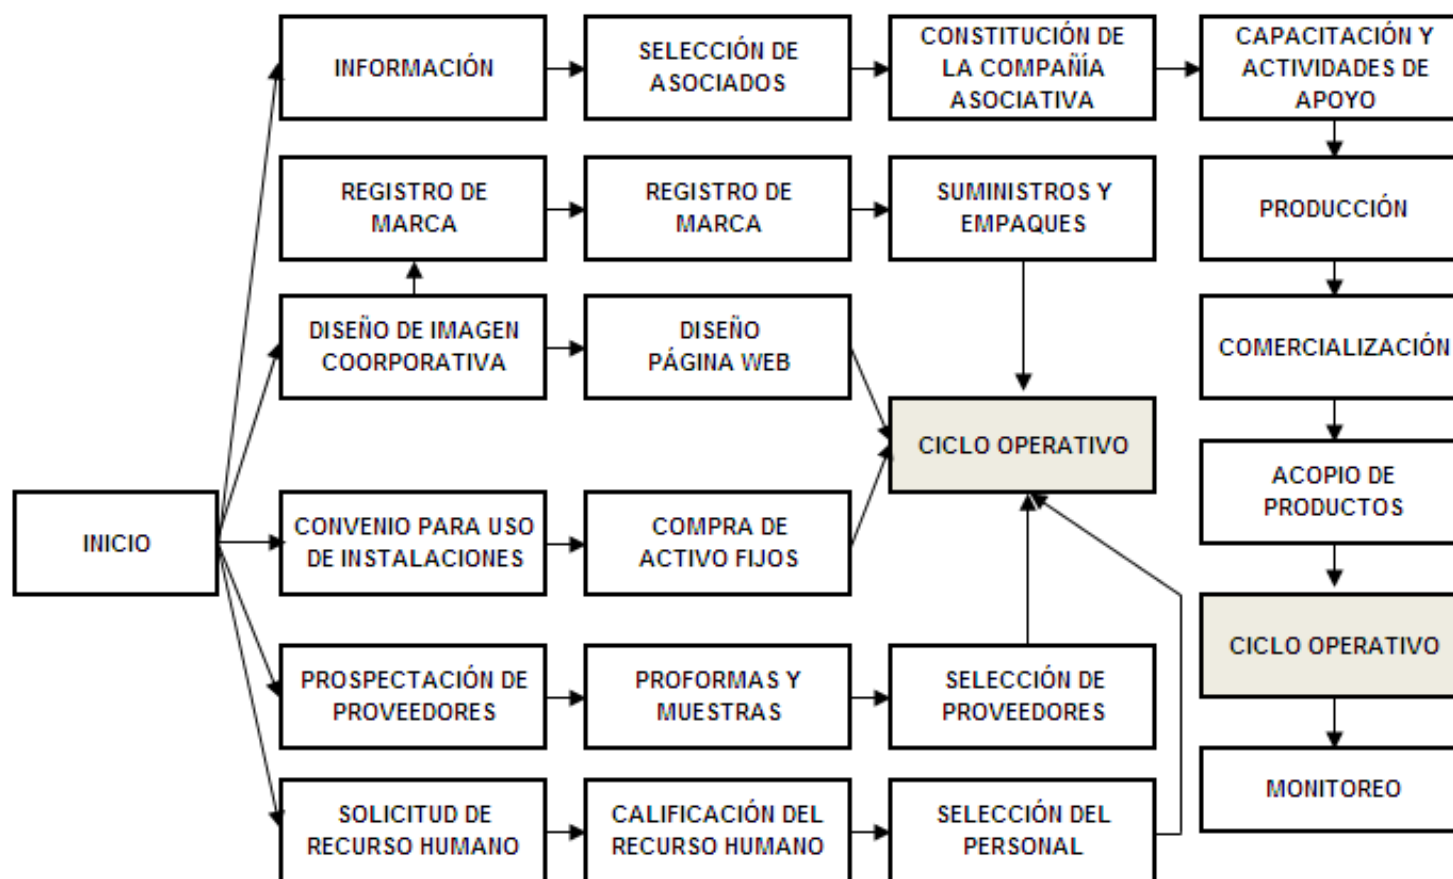 INFORMACIÓN
SELECCIÓN DE
ASOCIADOS
CONSTITUCIÓN DE
LA COMPAÑÍA
ASOCIATIVA
CAPACITACIÓN Y
ACTIVIDADES DE
APOYO
REGISTRO DE
MARCA
REGISTRO DE
MARCA
SUMINISTROS Y
EMPAQUES
PRODUCCIÓN
DISEÑO DE IMAGEN
COORPORATIVA
DISEÑO
PÁGINA WEB
COMERCIALIZACIÓN
CICLO OPERATIVO
ACOPIO DE
PRODUCTOS
INICIO
CONVENIO PARA USO
DE INSTALACIONES
COMPRA DE
ACTIVO FIJOS
CICLO OPERATIVO
PROSPECTACIÓN DE
PROVEEDORES
PROFORMAS Y
MUESTRAS
SELECCIÓN DE
PROVEEDORES
MONITOREO
SOLICITUD DE
RECURSO HUMANO
CALIFICACIÓN DEL
RECURSO HUMANO
SELECCIÓN DEL
PERSONAL